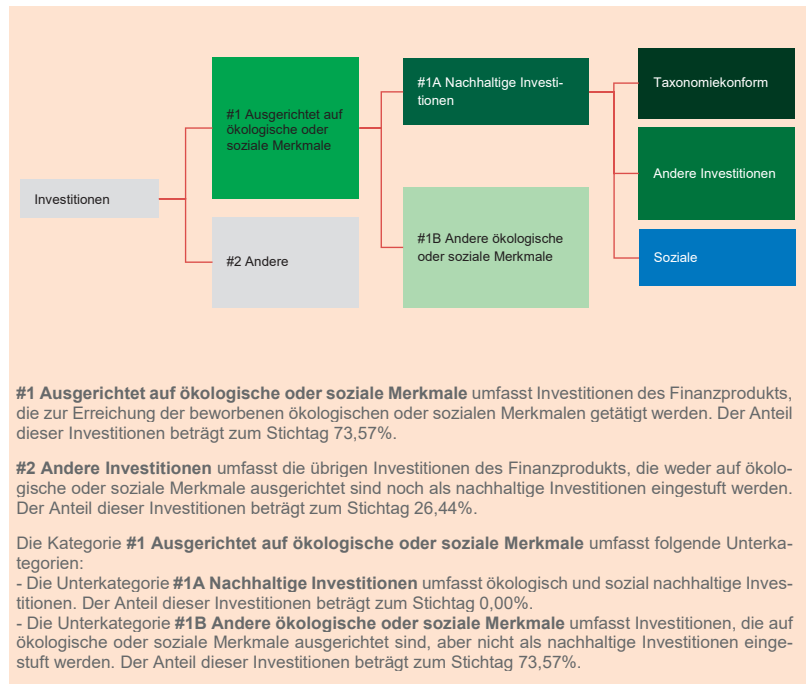 Investitionen
#1 Ausgerichtet auf
ökologische oder
soziale Merkmale
#2 Andere
#1A Nachhaltige Investi-
tionen
#1B Andere ökologische
oder soziale Merkmale
Taxonomiekonform
Andere Investitionen
Soziale
#1 Ausgerichtet auf ökologische oder soziale Merkmale umfasst Investitionen des Finanzprodukts,
die zur Erreichung der beworbenen ökologischen oder sozialen Merkmalen getätigt werden. Der Anteil
dieser Investitionen beträgt zum Stichtag 73,57%.
#2 Andere Investitionen umfasst die übrigen Investitionen des Finanzprodukts, die weder auf ökolo-
gische oder soziale Merkmale ausgerichtet sind noch als nachhaltige Investitionen eingestuft werden.
Der Anteil dieser Investitionen beträgt zum Stichtag 26,44%.
Die Kategorie #1 Ausgerichtet auf ökologische oder soziale Merkmale umfasst folgende Unterka-
tegorien:
- Die Unterkategorie #1A Nachhaltige Investitionen umfasst ökologisch und sozial nachhaltige Inves-
titionen. Der Anteil dieser Investitionen beträgt zum Stichtag 0,00%.
- Die Unterkategorie #1B Andere ökologische oder soziale Merkmale umfasst Investitionen, die auf
ökologische oder soziale Merkmale ausgerichtet sind, aber nicht als nachhaltige Investitionen einge-
stuft werden. Der Anteil dieser Investitionen beträgt zum Stichtag 73,57%.